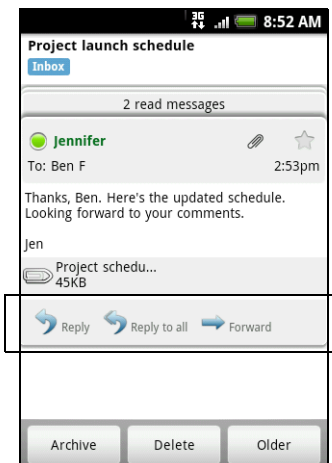 3G 8:52 AM
Project launch schedule
Inbox
2 read messages
Jennifer
To: Ben F 2:53pm
Thanks, Ben. Here's the updated schedule.
Looking forward to your comments.
Jen
Project schedu...
45KB
Reply Reply to all Forward
Archive Delete Older